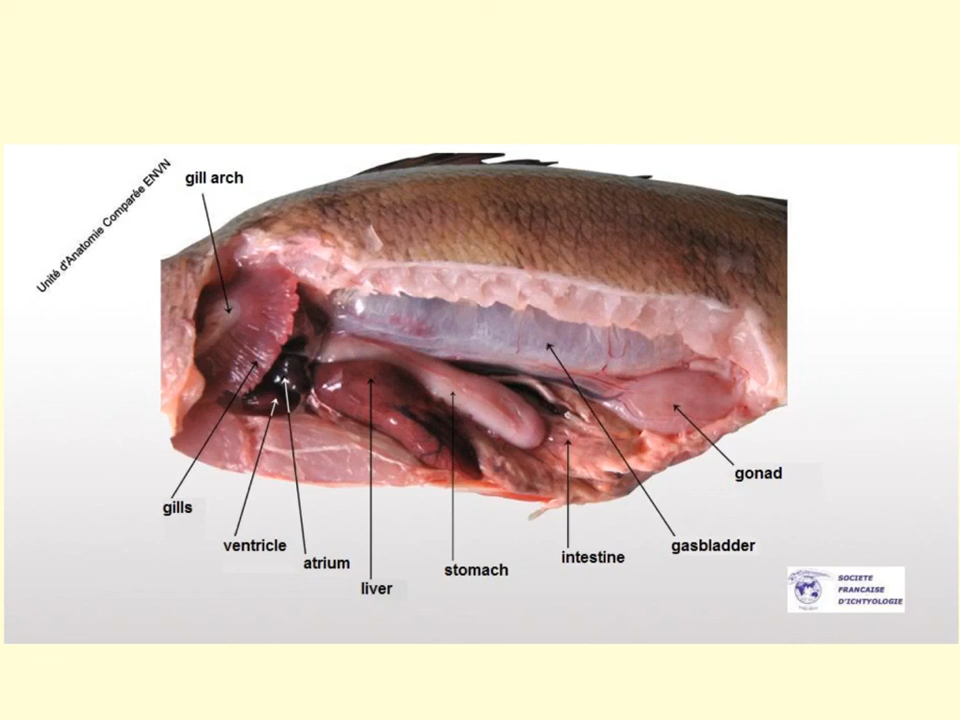 Unité d'Anatomie Comparée ENVN
gill arch
gonad
gills
ventricle
gasbladder
intestine
atrium
stomach
liver
SOCIETE
FRANCAISE
D'ICHTYOLOGIE